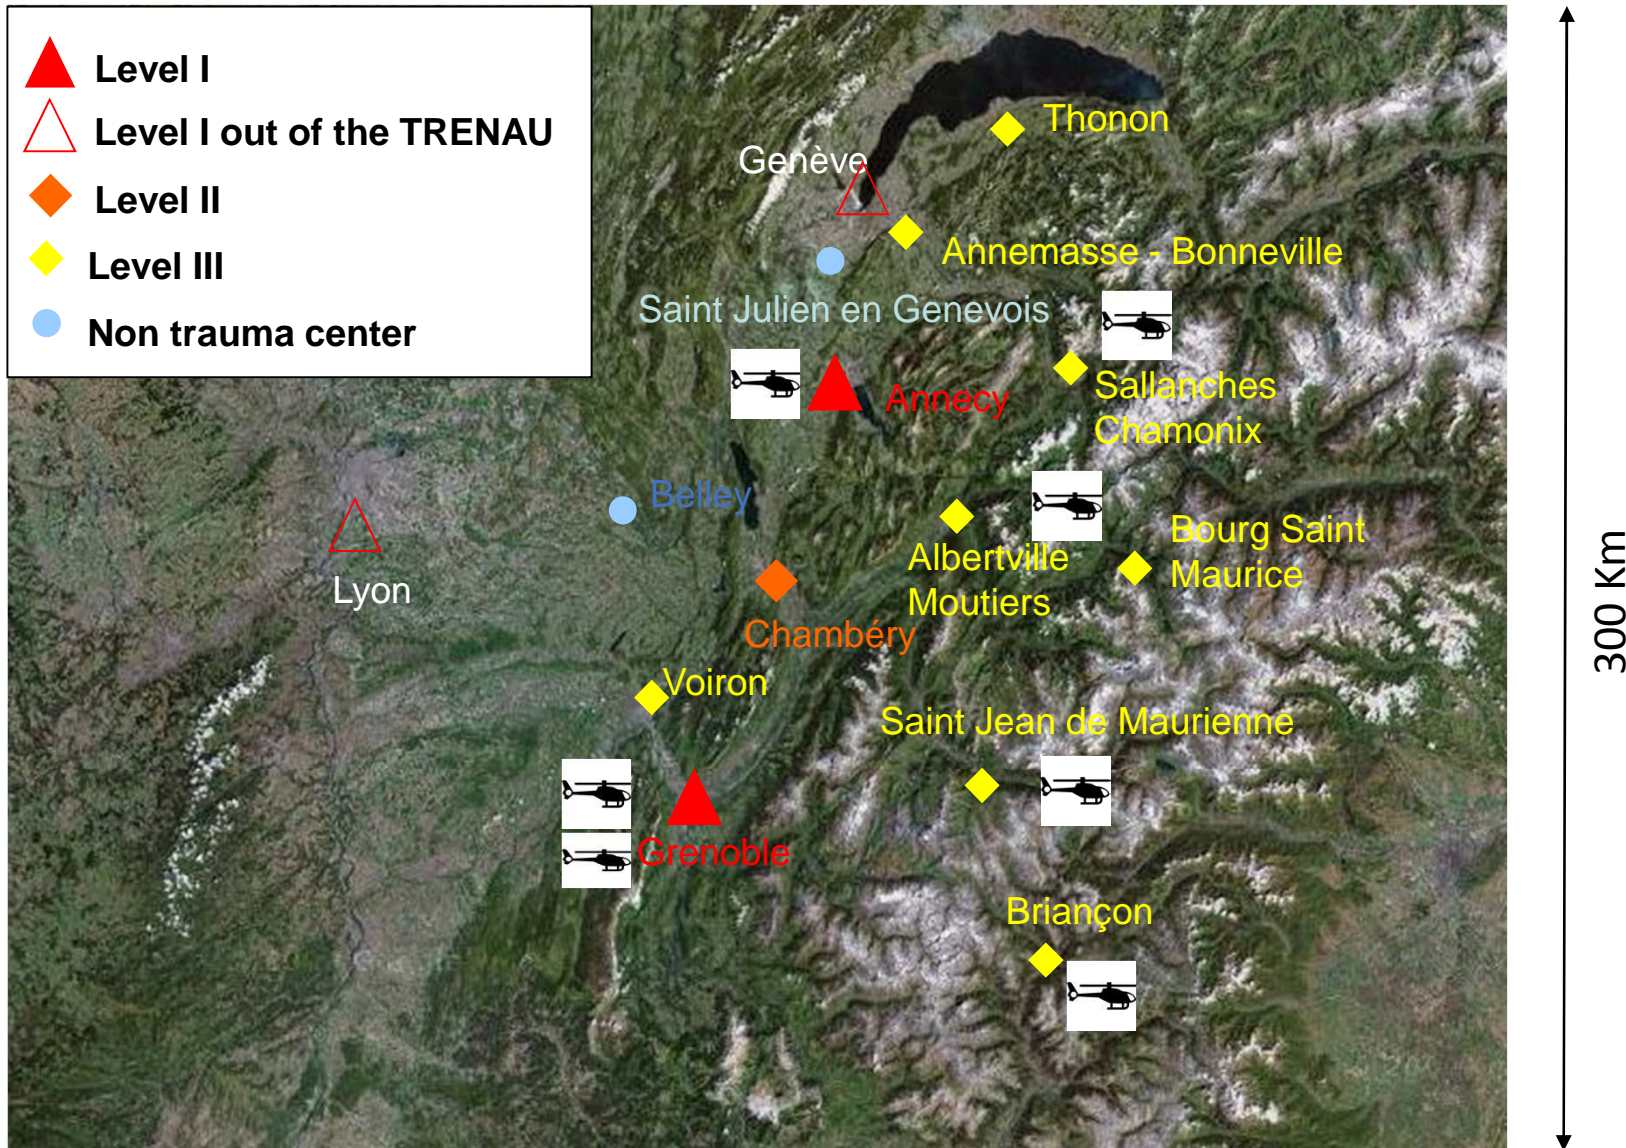 Level I
Level I out of the TRENAU
Level II
Level III
Non trauma center
Thonon
Genève
Annemasse - Bonneville
Saint Julien en Genevois
Annecy
Sallanches
Chamonix
Belley
Bourg Saint
Maurice
Albertville
Moutiers
Lyon
Chambéry
Voiron
Saint Jean de Maurienne
Grenoble
Briançon
300 Km